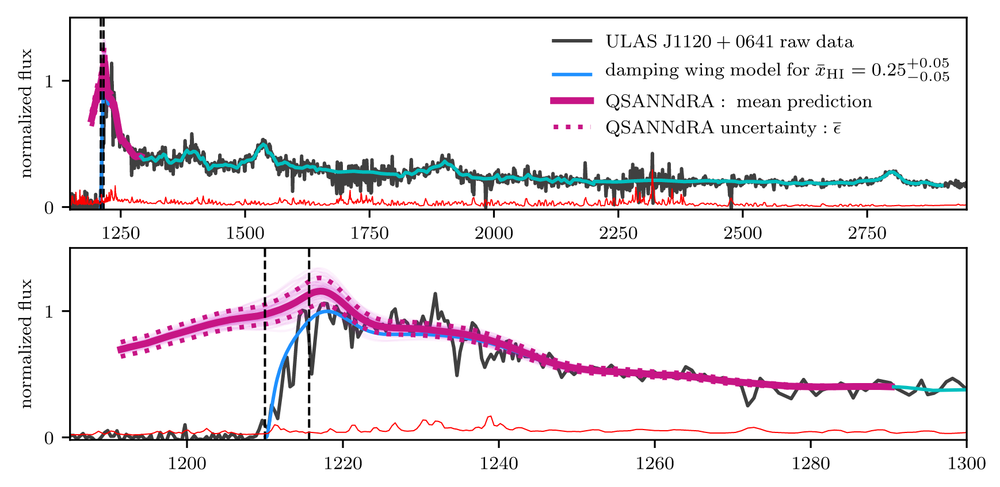 normalized flux
1
0
ULAS J1120 + 0641 raw data
damping wing model for x̄HI = 0.25+0.05−0.05
QSANNdRA : mean prediction
QSANNdRA uncertainty : ϵ̄
1250 1500 1750 2000 2250 2500 2750
normalized flux
1
0
1200 1220 1240 1260 1280 1300